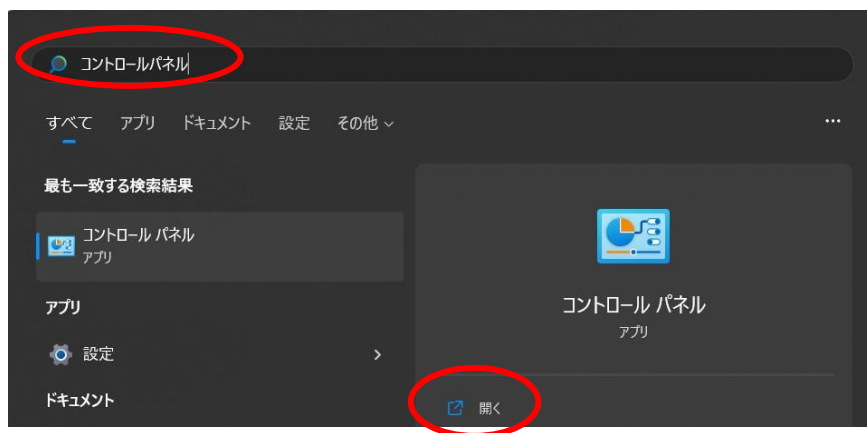 コントロールパネル
すべて アプリ ドキュメント 設定 その他
最も一致する検索結果
コントロール パネル
アプリ
アプリ
設定
ドキュメント
コントロール パネル
アプリ
開く